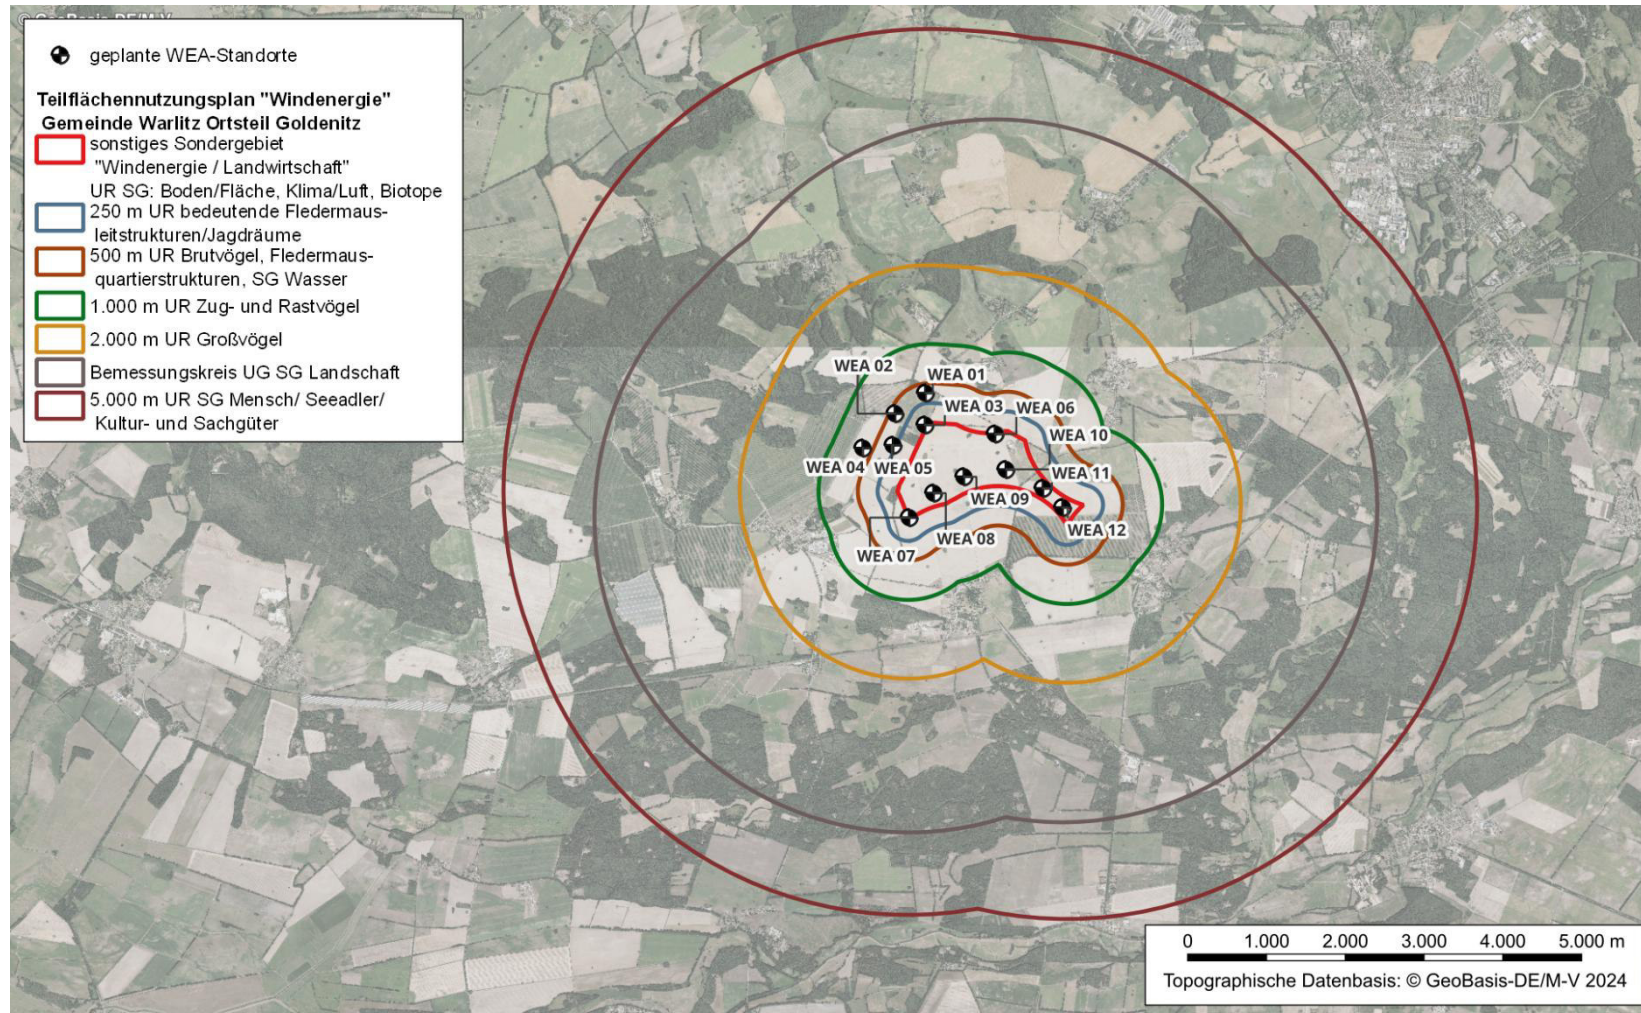 © GeoBasis-DE/M-V
geplante WEA-Standorte
Teilflächennutzungsplan "Windenergie"
Gemeinde Warlitz Ortsteil Goldenitz
sonstiges Sondergebiet
"Windenergie / Landwirtschaft"
UR SG: Boden/Fläche, Klima/Luft, Biotope
250 m UR bedeutende Fledermaus-
leitstrukturen/Jagdräume
500 m UR Brutvögel, Fledermaus-
quartierstrukturen, SG Wasser
1.000 m UR Zug- und Rastvögel
2.000 m UR Großvögel
Bemessungskreis UG SG Landschaft
5.000 m UR SG Mensch/ Seeadler/
Kultur- und Sachgüter
WEA 02
WEA 01
WEA 03
WEA 06
WEA 10
WEA 04
WEA 05
WEA 11
WEA 09
WEA 12
WEA 08
WEA 07
0 1.000 2.000 3.000 4.000 5.000 m
Topographische Datenbasis: © GeoBasis-DE/M-V 2024